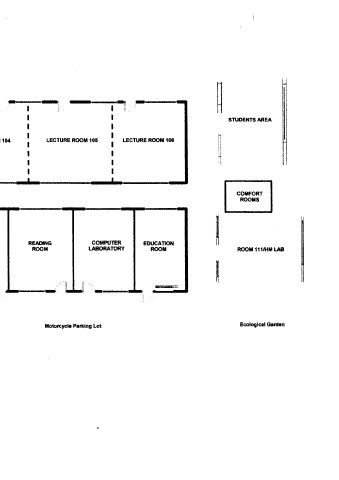 STUDENTS AREA
104
LECTURE ROOM 105
LECTURE ROOM 106
COMFORT
ROOMS
READING
ROOM
COMPUTER
LABORATORY
EDUCATION
ROOM
ROOM 111/HM LAB
Motorcycle Parking Lot
Ecological Garden